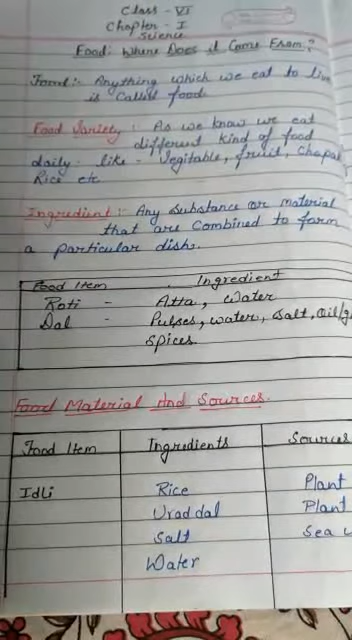 Class - VI
Chapter - I
Science
Food: Where Does it Come From?
Food:- Anything which we eat to live
is Called food
Food Variety: As we know we eat
different kind of food
daily like - Vegitable, fruit, Chapat
Rice etc
Ingredient:- Any Substance or material
that are Combined to form
a particular dish.
Food Item Ingredient
Roti - Atta, Water
Dal - Pulses, water, Salt, Oil/g
Spices.
Food Material And Sources.
Food Item Ingredients Sources
Idli Rice Plant
Urad dal Plant
Salt Sea
Water